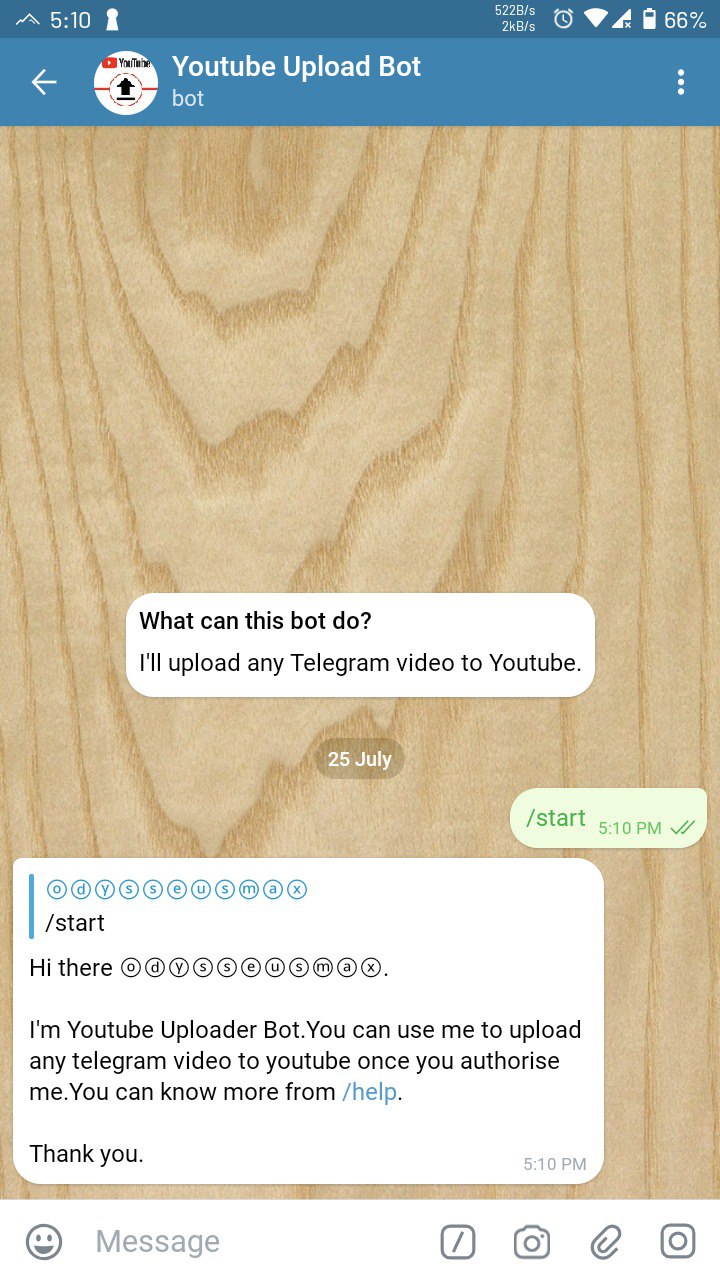 5:10
522B/s
2kB/s
66%
YouTube
Youtube Upload Bot
bot
What can this bot do?
I'll upload any Telegram video to Youtube.
25 July
/start 5:10 PM
ⓞⓓⓨⓢⓢⓔⓤⓢⓜⓐⓧ
/start
Hi there ⓞⓓⓨⓢⓢⓔⓤⓢⓜⓐⓧ.
I'm Youtube Uploader Bot.You can use me to upload
any telegram video to youtube once you authorise
me.You can know more from /help.
Thank you.
5:10 PM
Message